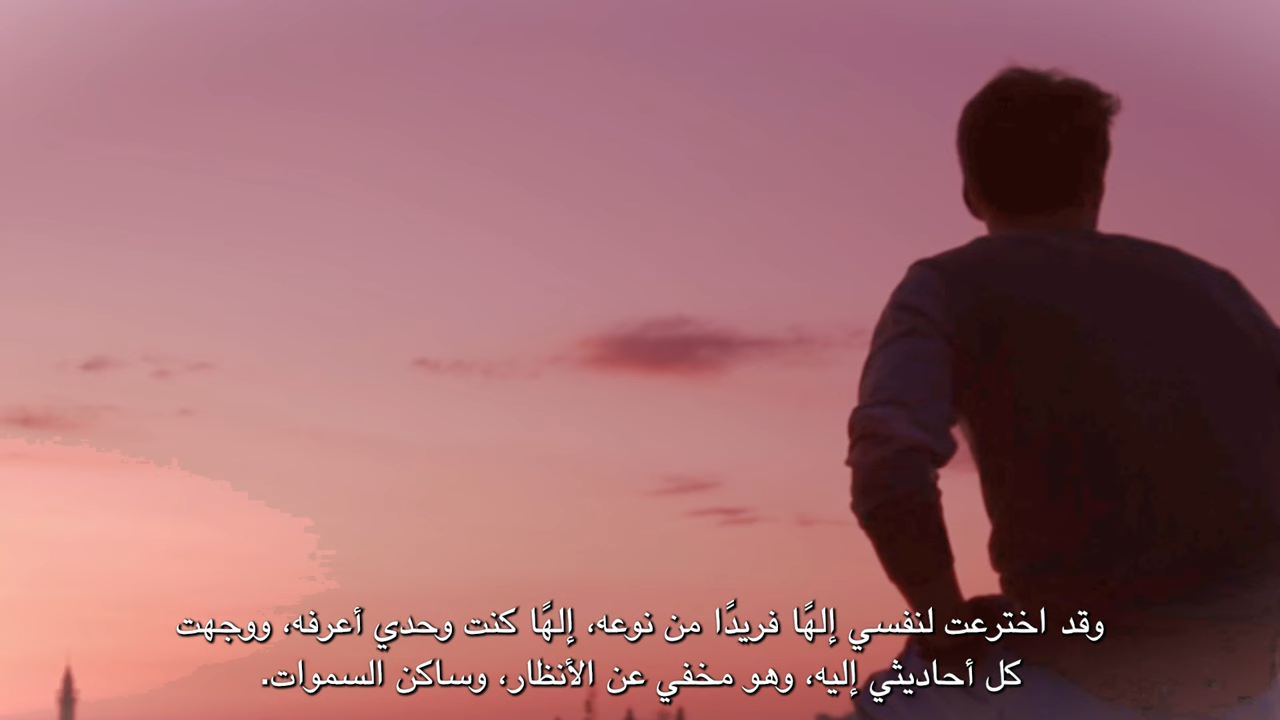 وقد اخترعت لنفسي إلهًا فريدًا من نوعه، إلهًا كنت وحدي أعرفه، ووجهت
كل أحاديثي إليه، وهو مخفي عن الأنظار، وساكن السموات.